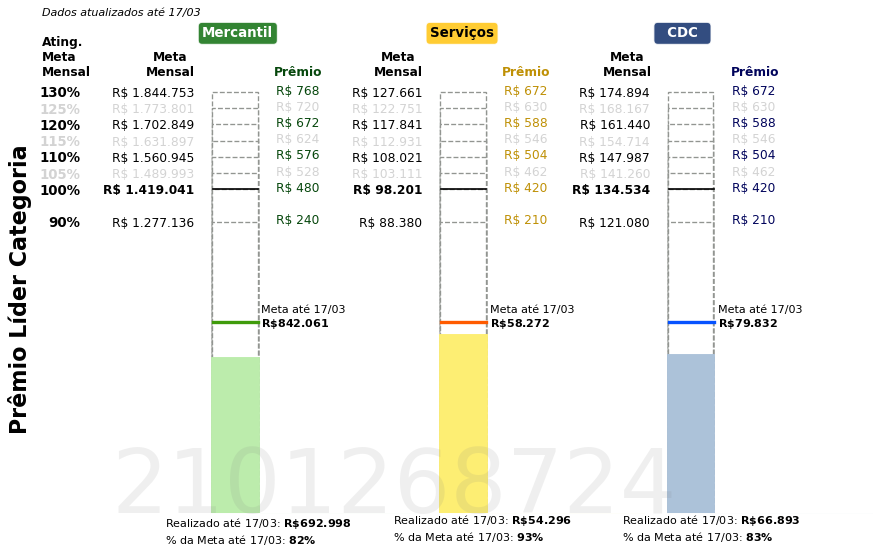 Dados atualizados até 17/03
Mercantil Serviços CDC
Ating.
Meta Meta Meta Meta
Mensal Mensal Prêmio Mensal Prêmio Mensal Prêmio
130% R$ 1.844.753 R$ 768 R$ 127.661 R$ 672 R$ 174.894 R$ 672
125% R$ 1.773.801 R$ 720 R$ 122.751 R$ 630 R$ 168.167 R$ 630
120% R$ 1.702.849 R$ 672 R$ 117.841 R$ 588 R$ 161.440 R$ 588
115% R$ 1.631.897 R$ 624 R$ 112.931 R$ 546 R$ 154.714 R$ 546
110% R$ 1.560.945 R$ 576 R$ 108.021 R$ 504 R$ 147.987 R$ 504
105% R$ 1.489.993 R$ 528 R$ 103.111 R$ 462 R$ 141.260 R$ 462
100% R$ 1.419.041 R$ 480 R$ 98.201 R$ 420 R$ 134.534 R$ 420
90% R$ 1.277.136 R$ 240 R$ 88.380 R$ 210 R$ 121.080 R$ 210
Prêmio Líder Categoria
Meta até 17/03 Meta até 17/03 Meta até 17/03
R$842.061 R$58.272 R$79.832
2101268724
Realizado até 17/03: R$692.998 Realizado até 17/03: R$54.296 Realizado até 17/03: R$66.893
% da Meta até 17/03: 82% % da Meta até 17/03: 93% % da Meta até 17/03: 83%